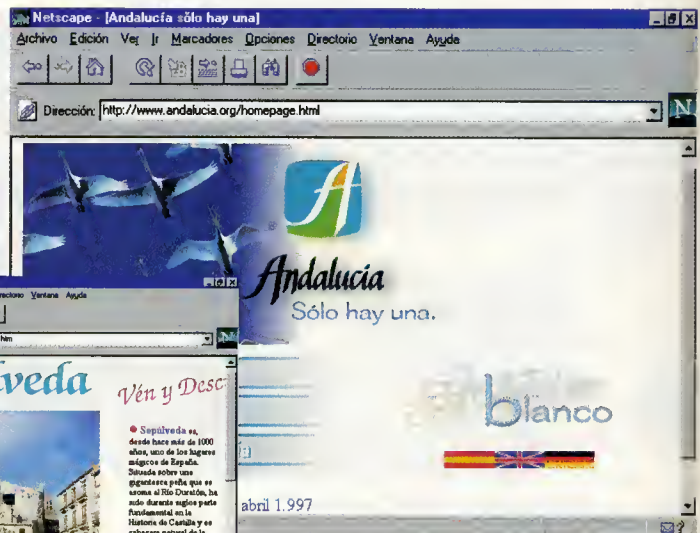 Netscape - [Andalucía sólo hay una]
Archivo Edición Ver Ir Marcadores Opciones Directorio Ventana Ayuda
Dirección: http://www.andalucia.org/homepage.html
N
Andalucía
Sólo hay una.
blanco
abril 1.997
Ventana Ayuda
Vén y Desc
Sepúlveda es,
desde hace más de 1000
años, uno de los lugares
mágicos de España.
Situada sobre una
gigantesca peña que se
asoma al Río Duratón, ha
sido durante siglos parte
fundamental en la
Historia de Castilla y es